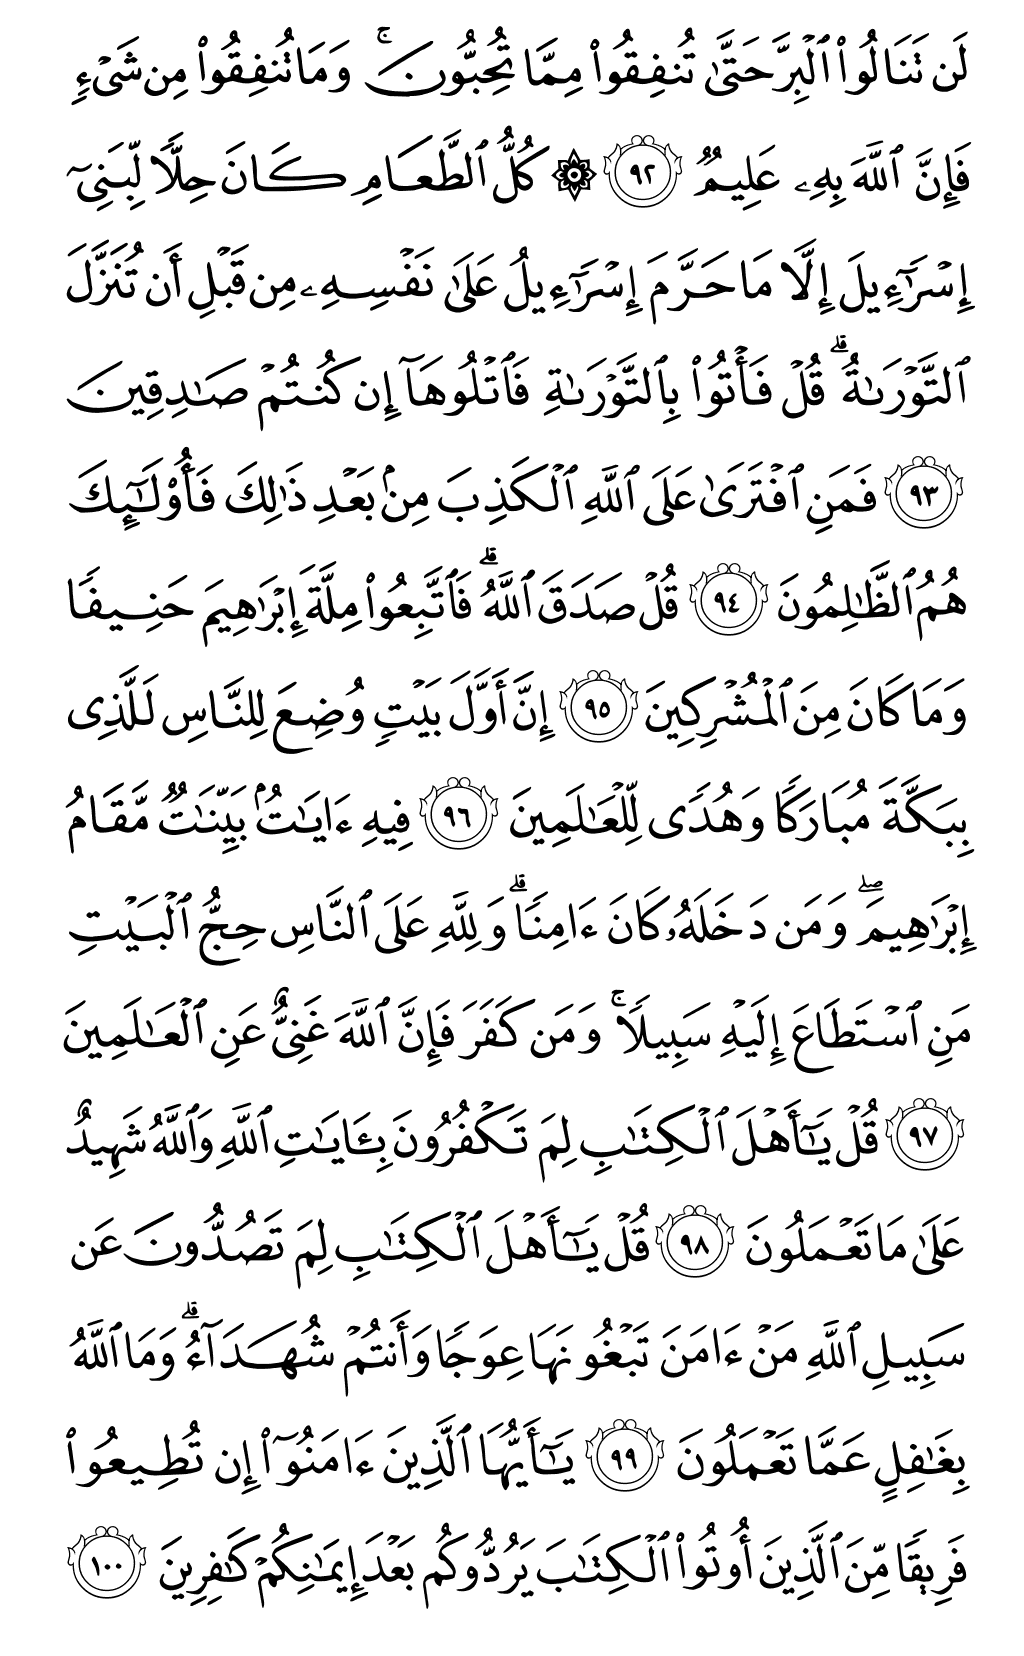 لَن تَنَالُوا۟ ٱلْبِرَّ حَتَّىٰ تُنفِقُوا۟ مِمَّا تُحِبُّونَ ۚ وَمَا تُنفِقُوا۟ مِن شَىْءٍ
فَإِنَّ ٱللَّهَ بِهِۦ عَلِيمٌ ٩٢ ۞ كُلُّ ٱلطَّعَامِ كَانَ حِلًّا لِّبَنِىٓ
إِسْرَٰٓءِيلَ إِلَّا مَا حَرَّمَ إِسْرَٰٓءِيلُ عَلَىٰ نَفْسِهِۦ مِن قَبْلِ أَن تُنَزَّلَ
ٱلتَّوْرَىٰةُ ۗ قُلْ فَأْتُوا۟ بِٱلتَّوْرَىٰةِ فَٱتْلُوهَآ إِن كُنتُمْ صَـٰدِقِينَ
٩٣ فَمَنِ ٱفْتَرَىٰ عَلَى ٱللَّهِ ٱلْكَذِبَ مِنۢ بَعْدِ ذَٰلِكَ فَأُو۟لَـٰٓئِكَ
هُمُ ٱلظَّـٰلِمُونَ ٩٤ قُلْ صَدَقَ ٱللَّهُ ۗ فَٱتَّبِعُوا۟ مِلَّةَ إِبْرَٰهِيمَ حَنِيفًا
وَمَا كَانَ مِنَ ٱلْمُشْرِكِينَ ٩٥ إِنَّ أَوَّلَ بَيْتٍ وُضِعَ لِلنَّاسِ لَلَّذِى
بِبَكَّةَ مُبَارَكًا وَهُدًى لِّلْعَـٰلَمِينَ ٩٦ فِيهِ ءَايَـٰتٌۢ بَيِّنَـٰتٌ مَّقَامُ
إِبْرَٰهِيمَ ۖ وَمَن دَخَلَهُۥ كَانَ ءَامِنًا ۗ وَلِلَّهِ عَلَى ٱلنَّاسِ حِجُّ ٱلْبَيْتِ
مَنِ ٱسْتَطَاعَ إِلَيْهِ سَبِيلًا ۚ وَمَن كَفَرَ فَإِنَّ ٱللَّهَ غَنِىٌّ عَنِ ٱلْعَـٰلَمِينَ
٩٧ قُلْ يَـٰٓأَهْلَ ٱلْكِتَـٰبِ لِمَ تَكْفُرُونَ بِـَٔايَـٰتِ ٱللَّهِ وَٱللَّهُ شَهِيدٌ
عَلَىٰ مَا تَعْمَلُونَ ٩٨ قُلْ يَـٰٓأَهْلَ ٱلْكِتَـٰبِ لِمَ تَصُدُّونَ عَن
سَبِيلِ ٱللَّهِ مَنْ ءَامَنَ تَبْغُونَهَا عِوَجًا وَأَنتُمْ شُهَدَآءُ ۗ وَمَا ٱللَّهُ
بِغَـٰفِلٍ عَمَّا تَعْمَلُونَ ٩٩ يَـٰٓأَيُّهَا ٱلَّذِينَ ءَامَنُوٓا۟ إِن تُطِيعُوا۟
فَرِيقًا مِّنَ ٱلَّذِينَ أُوتُوا۟ ٱلْكِتَـٰبَ يَرُدُّوكُم بَعْدَ إِيمَـٰنِكُمْ كَـٰفِرِينَ ١٠٠